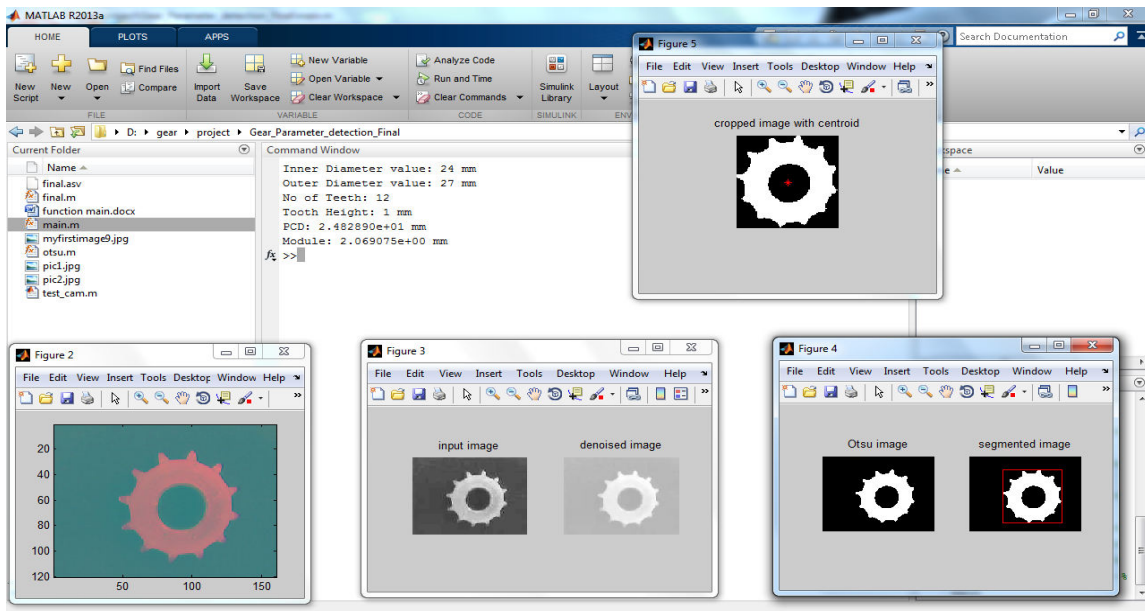 MATLAB R2013a
HOME PLOTS APPS
Search Documentation
New Script
New
Open
Find Files
Compare
Import Data
Save Workspace
New Variable
Open Variable
Clear Workspace
Analyze Code
Run and Time
Clear Commands
Simulink Library
Layout
FILE VARIABLE CODE SIMULINK
D: gear project Gear_Parameter_detection_Final
Current Folder
Name
final.asv
final.m
function main.docx
main.m
myfirstimage9.jpg
otsu.m
pic1.jpg
pic2.jpg
test_cam.m
Command Window
Inner Diameter value: 24 mm
Outer Diameter value: 27 mm
No of Teeth: 12
Tooth Height: 1 mm
PCD: 2.482890e+01 mm
Module: 2.069075e+00 mm
fx >>
Value
Figure 5
File Edit View Insert Tools Desktop Window Help
cropped image with centroid
Figure 2
File Edit View Insert Tools Desktop Window Help
20
40
60
80
100
120
50 100 150
Figure 3
File Edit View Insert Tools Desktop Window Help
input image denoised image
Figure 4
File Edit View Insert Tools Desktop Window Help
Otsu image segmented image